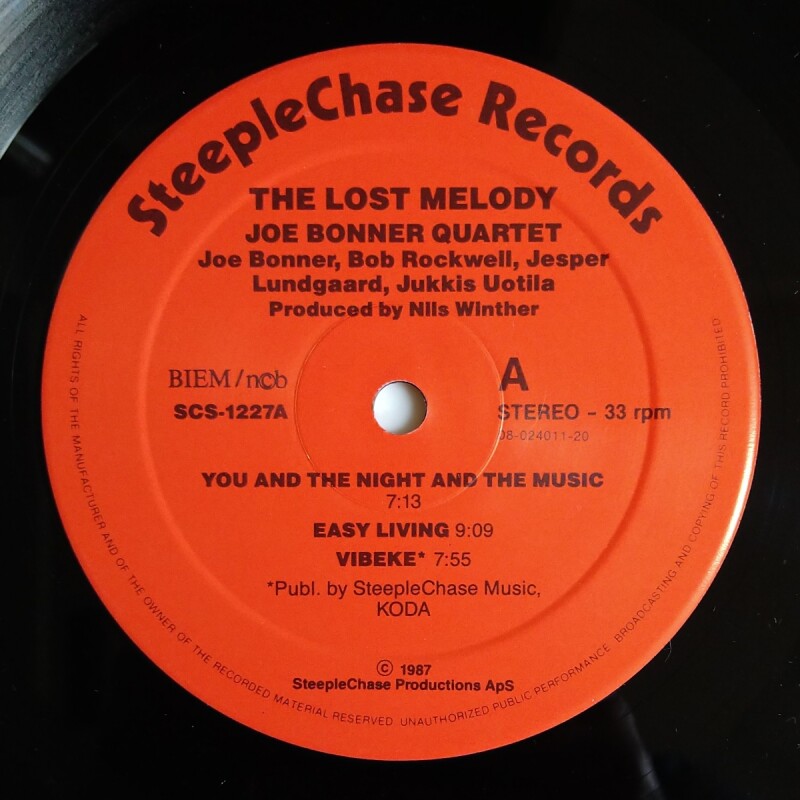 SteepleChase Records
THE LOST MELODY
JOE BONNER QUARTET
Joe Bonner, Bob Rockwell, Jesper
Lundgaard, Jukkis Uotila
Produced by Nils Winther
BIEM/ncb
SCS-1227A
A
STEREO - 33 rpm
08-024011-20
YOU AND THE NIGHT AND THE MUSIC
7:13
EASY LIVING 9:09
VIBEKE* 7:55
*Publ. by SteepleChase Music,
KODA
© 1987
SteepleChase Productions ApS
ALL RIGHTS OF THE MANUFACTURER AND OF THE OWNER OF THE RECORDED MATERIAL RESERVED UNAUTHORIZED PUBLIC PERFORMANCE BROADCASTING AND COPYING OF THIS RECORD PROHIBITED